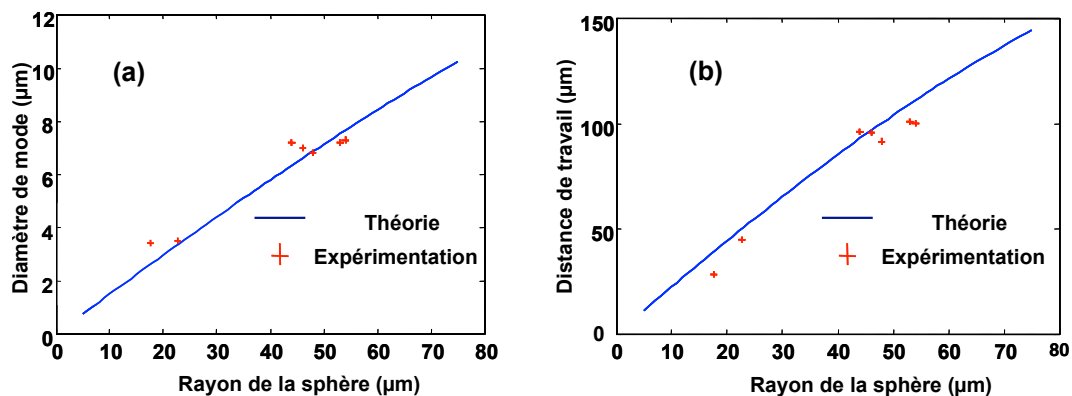 (a)
Diamètre de mode (µm)
12
10
8
6
4
2
0
0 10 20 30 40 50 60 70 80
Rayon de la sphère (µm)
Théorie
Expérimentation
(b)
Distance de travail (µm)
150
100
50
0
0 10 20 30 40 50 60 70 80
Rayon de la sphère (µm)
Théorie
Expérimentation